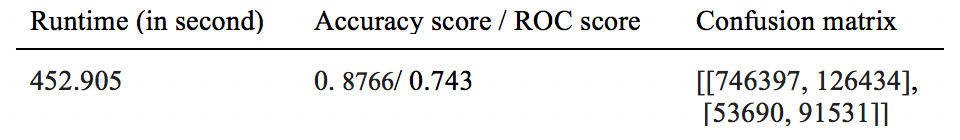 Runtime (in second) Accuracy score / ROC score Confusion matrix
452.905 0. 8766/ 0.743 [[746397, 126434],
[53690, 91531]]